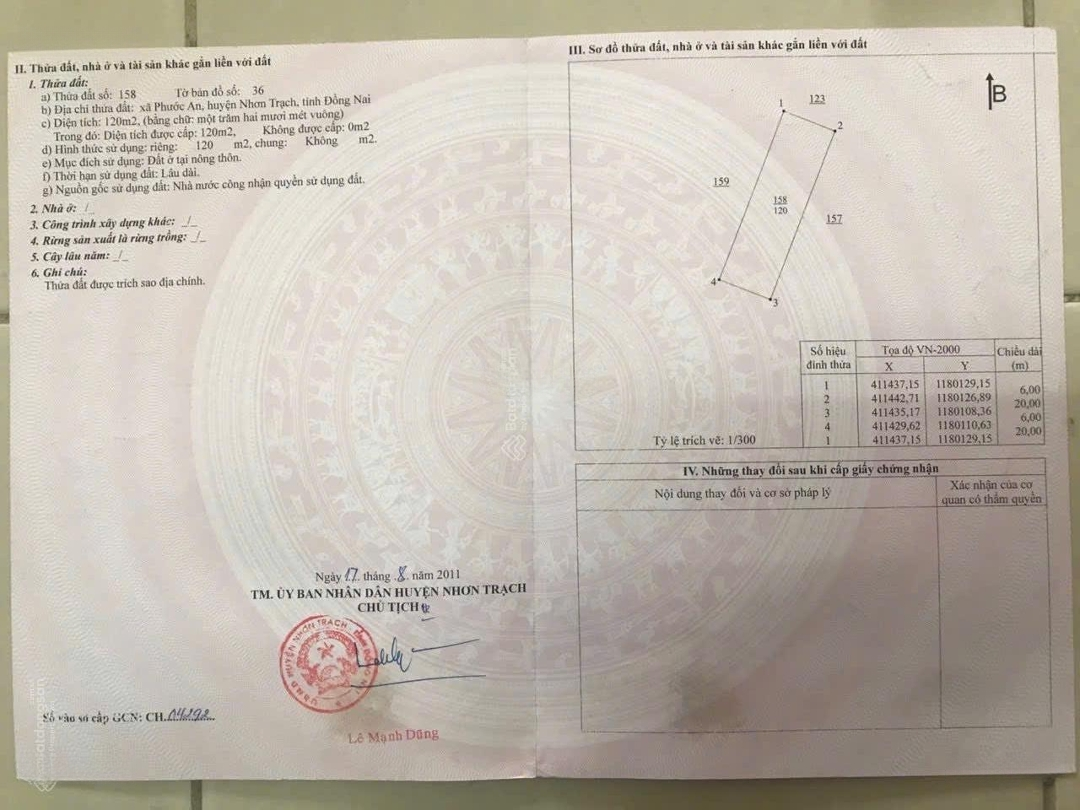 II. Thửa đất, nhà ở và tài sản khác gắn liền với đất
1. Thửa đất:
a) Thửa đất số: 158 Tờ bản đồ số: 36
b) Địa chỉ thửa đất: xã Phước An, huyện Nhơn Trạch, tỉnh Đồng Nai
c) Diện tích: 120m2, (bằng chữ: một trăm hai mươi mét vuông)
Trong đó: Diện tích được cấp: 120m2, Không được cấp: 0m2
d) Hình thức sử dụng: riêng: 120 m2, chung: Không m2.
e) Mục đích sử dụng: Đất ở tại nông thôn.
f) Thời hạn sử dụng đất: Lâu dài.
g) Nguồn gốc sử dụng đất: Nhà nước công nhận quyền sử dụng đất.
2. Nhà ở: _/_
3. Công trình xây dựng khác: _/_
4. Rừng sản xuất là rừng trồng: _/_
5. Cây lâu năm: _/_
6. Ghi chú:
Thửa đất được trích sao địa chính.
Ngày 17 tháng 8 năm 2011
TM. ỦY BAN NHÂN DÂN HUYỆN NHƠN TRẠCH
CHỦ TỊCH
Lê Mạnh Dũng
Số vào sổ cấp GCN: CH.04292
III. Sơ đồ thửa đất, nhà ở và tài sản khác gắn liền với đất
B
1 123
2
159
158
120
157
4
3
Số hiệu đỉnh thửa Tọa độ VN-2000 Chiều dài (m)
X Y
1 411437,15 1180129,15
6,00
2 411442,71 1180126,89
20,00
3 411435,17 1180108,36
6,00
4 411429,62 1180110,63
20,00
1 411437,15 1180129,15
Tỷ lệ trích vẽ: 1/300
IV. Những thay đổi sau khi cấp giấy chứng nhận
Nội dung thay đổi và cơ sở pháp lý
Xác nhận của cơ
quan có thẩm quyền
Batdongsan